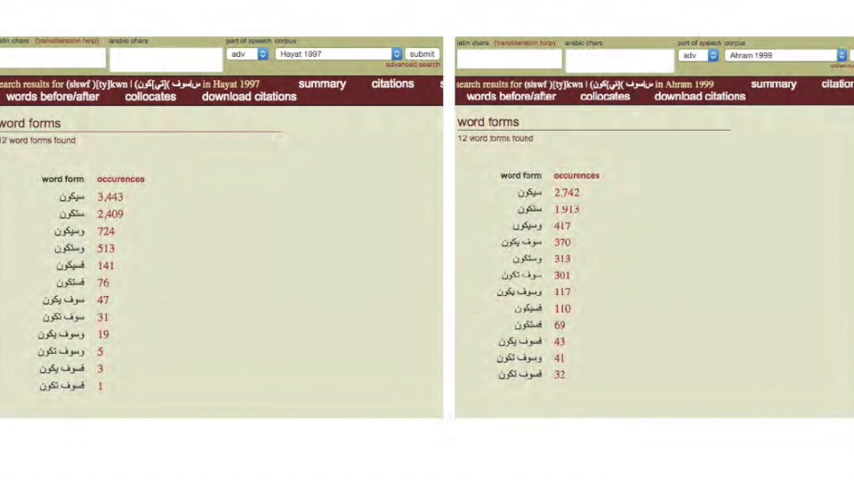 latin chars (transliteration help) arabic chars part of speech corpus
adv Hayat 1997 submit
advanced search
search results for (s|swf )[ty]kwn | (س|سوف )[تي]كون in Hayat 1997 summary citations s
words before/after collocates download citations
word forms
12 word forms found
word form occurences
سيكون 3,443
ستكون 2,409
وسيكون 724
وستكون 513
فسيكون 141
فستكون 76
سوف يكون 47
سوف تكون 31
وسوف يكون 19
وسوف تكون 5
فسوف يكون 3
فسوف تكون 1
latin chars (transliteration help) arabic chars part of speech corpus
adv Ahram 1999
search results for (s|swf )[ty]kwn | (س|سوف )[تي]كون in Ahram 1999 summary citation
words before/after collocates download citations
word forms
12 word forms found
word form occurences
سيكون 2,742
ستكون 1,913
وسيكون 417
سوف يكون 370
وستكون 313
سوف تكون 301
وسوف يكون 117
فسيكون 110
فستكون 69
فسوف يكون 43
وسوف تكون 41
فسوف تكون 32